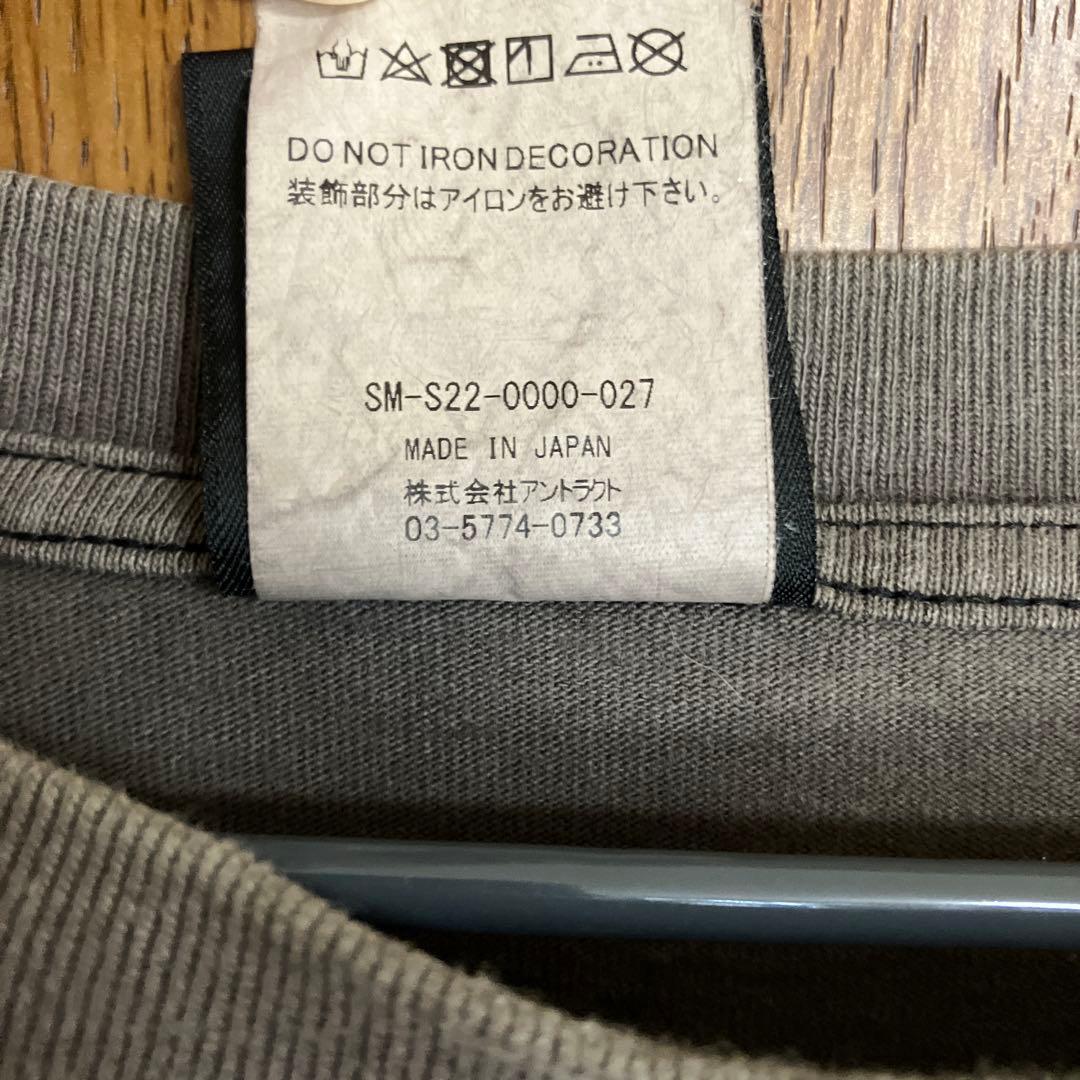 DO NOT IRON DECORATION
装飾部分はアイロンをお避け下さい。
SM-S22-0000-027
MADE IN JAPAN
株式会社アントラクト
03-5774-0733